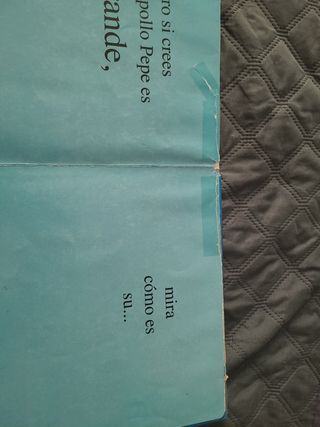 ro si crees
pollo Pepe es
ande,
mira
cómo es
su...